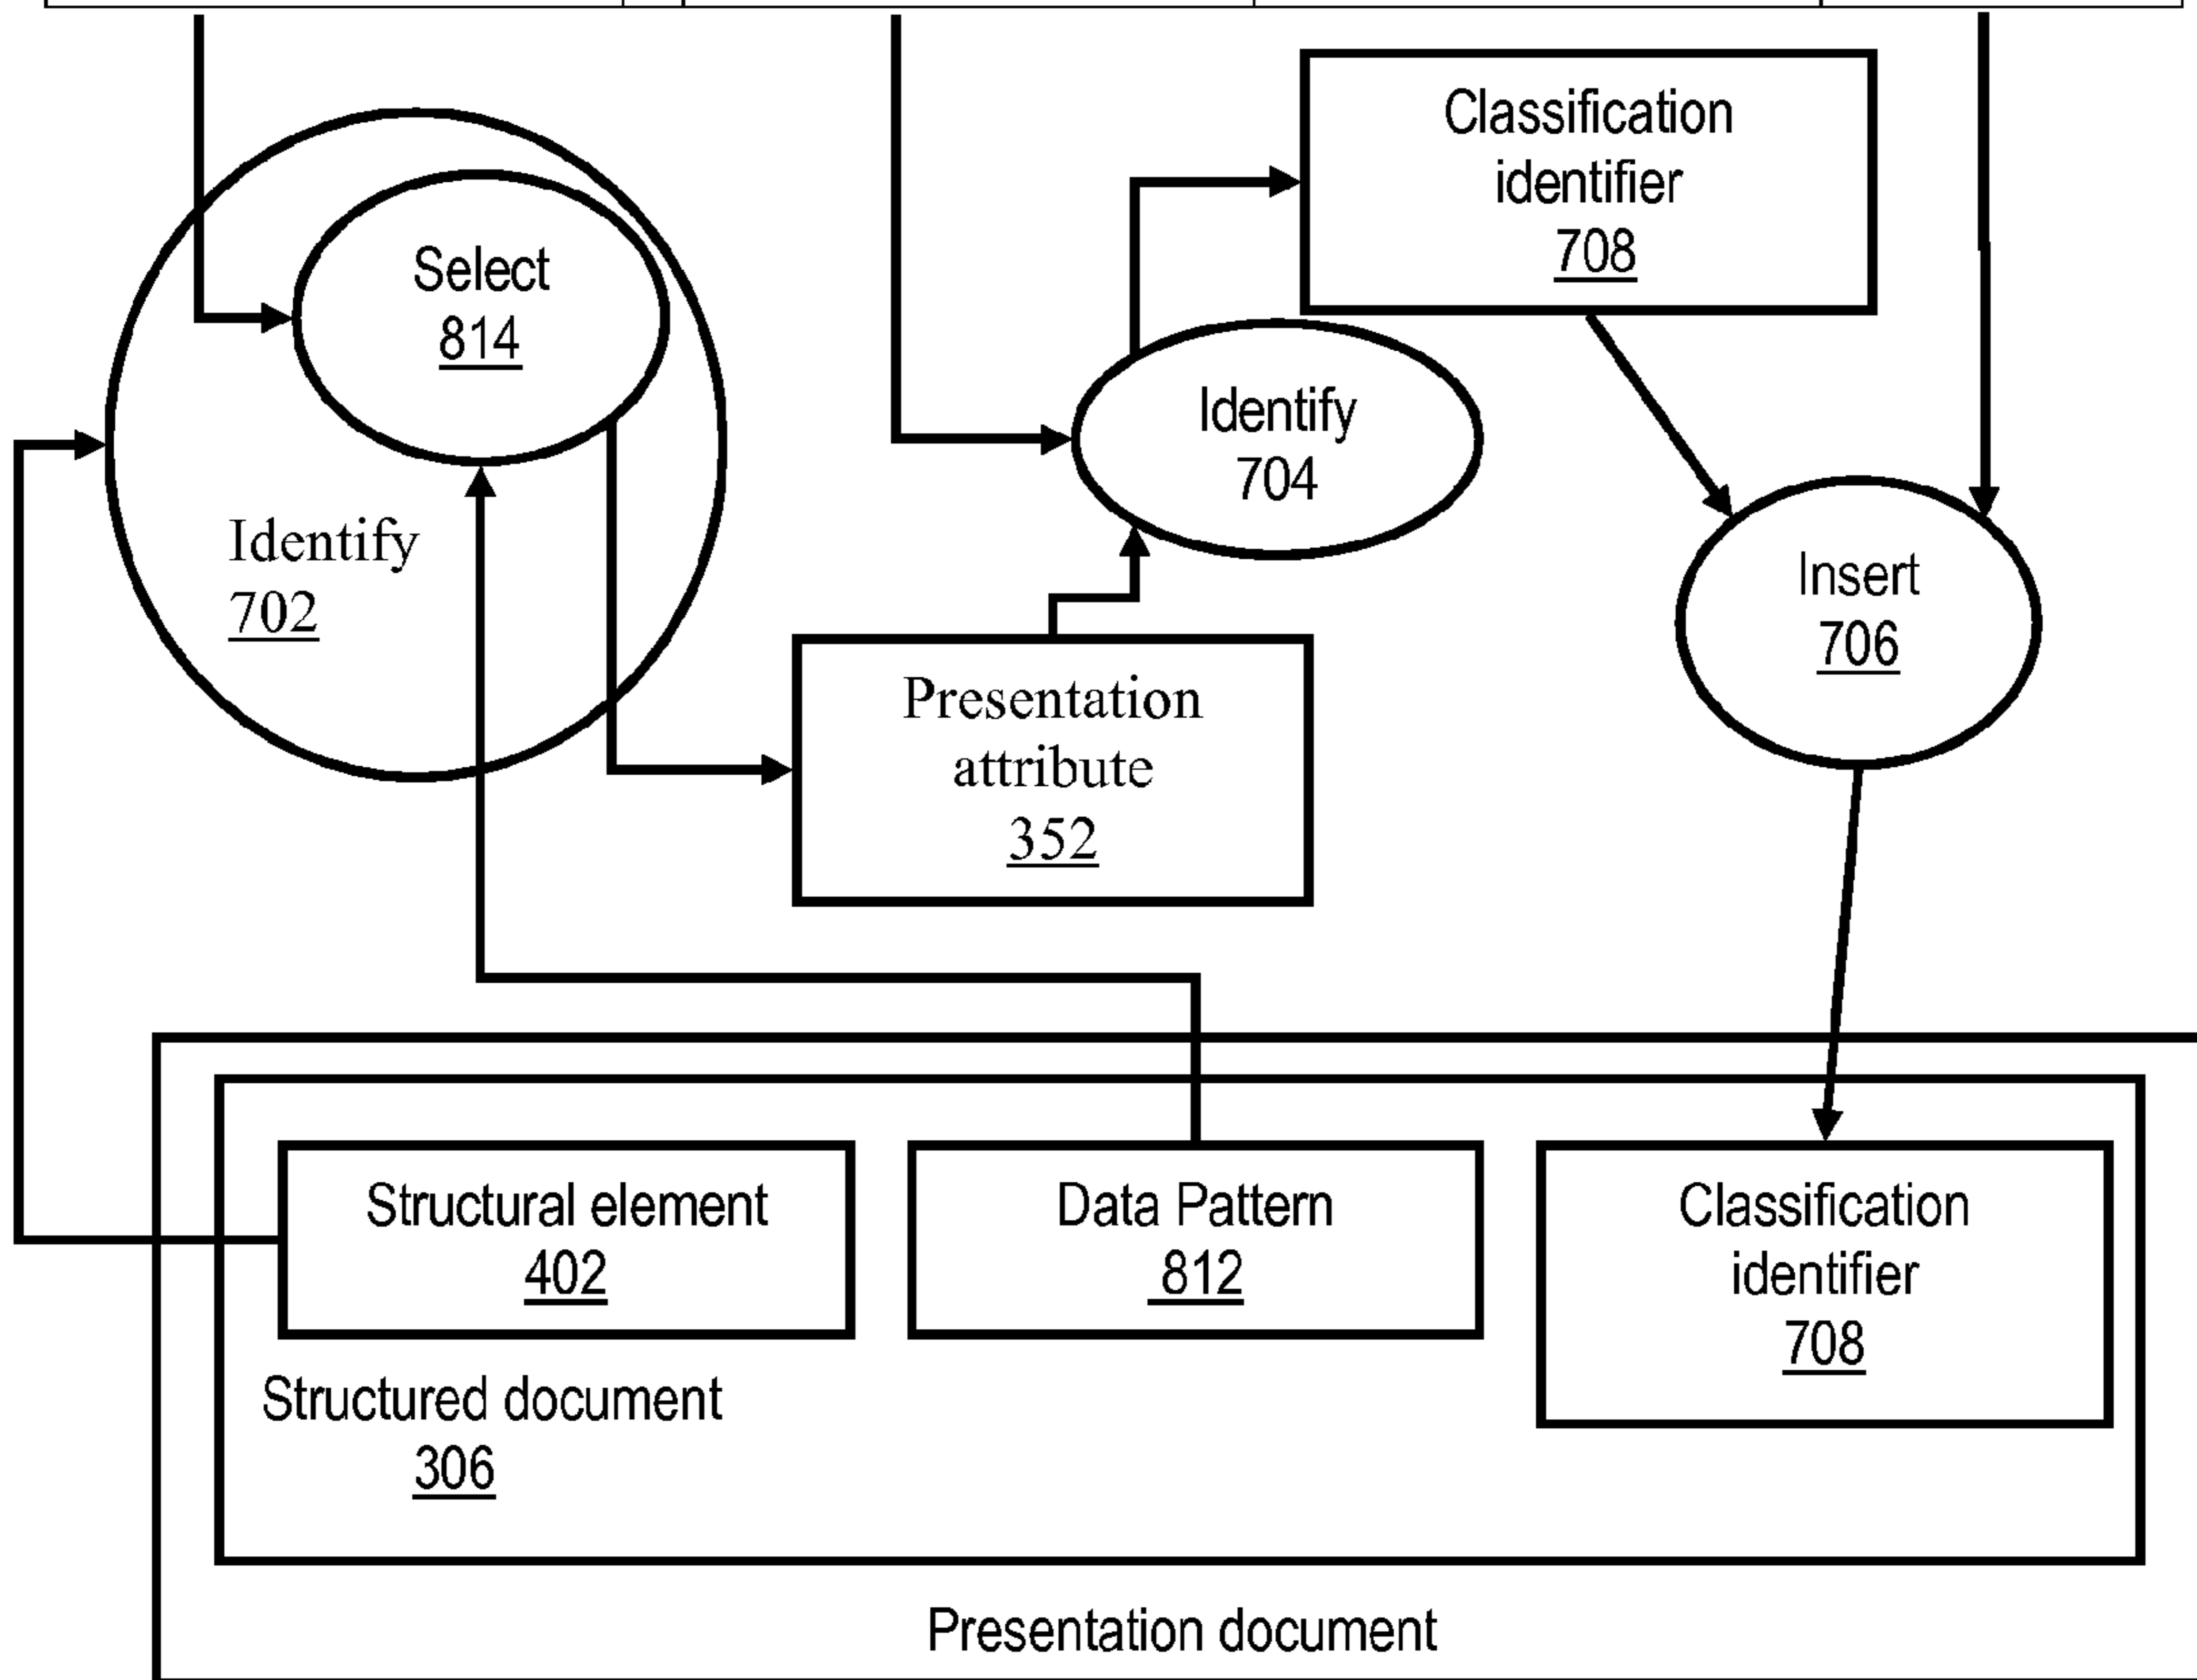 Classification
identifier
708
Select
814
Identify
704
Identify
702
Insert
706
Presentation
attribute
352
Structural element
402
Data Pattern
812
Classification
identifier
708
Structured document
306
Presentation document